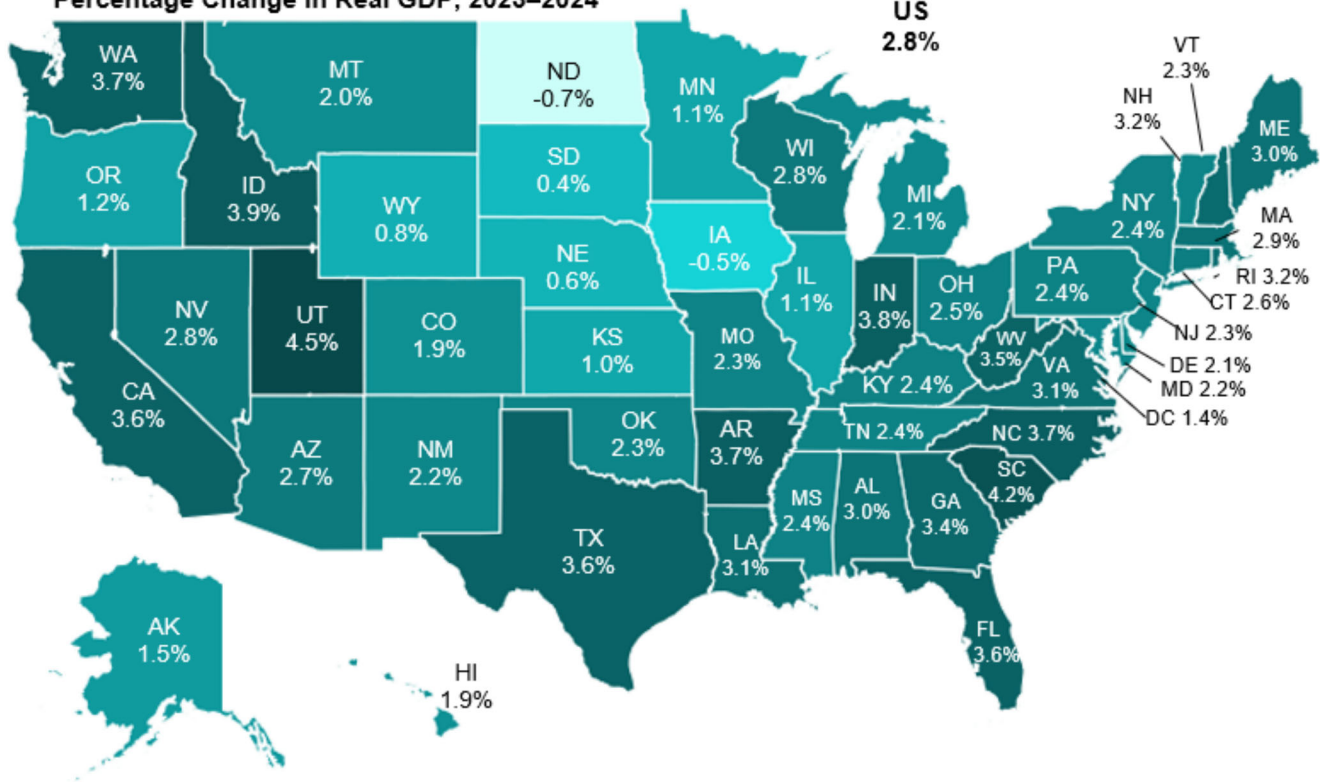 Percentage Change in Real GDP, 2023–2024
US
2.8%
WA
3.7%
MT
2.0%
ND
-0.7%
MN
1.1%
VT
2.3%
NH
3.2%
ME
3.0%
OR
1.2%
ID
3.9%
WY
0.8%
SD
0.4%
WI
2.8%
MI
2.1%
NY
2.4%
MA
2.9%
RI 3.2%
CT 2.6%
NV
2.8%
UT
4.5%
CO
1.9%
NE
0.6%
IA
-0.5%
IL
1.1%
IN
3.8%
OH
2.5%
PA
2.4%
NJ 2.3%
DE 2.1%
MD 2.2%
DC 1.4%
CA
3.6%
KS
1.0%
MO
2.3%
KY 2.4%
WV
3.5%
VA
3.1%
AZ
2.7%
NM
2.2%
OK
2.3%
AR
3.7%
TN 2.4%
NC 3.7%
SC
4.2%
TX
3.6%
LA
3.1%
MS
2.4%
AL
3.0%
GA
3.4%
FL
3.6%
AK
1.5%
HI
1.9%